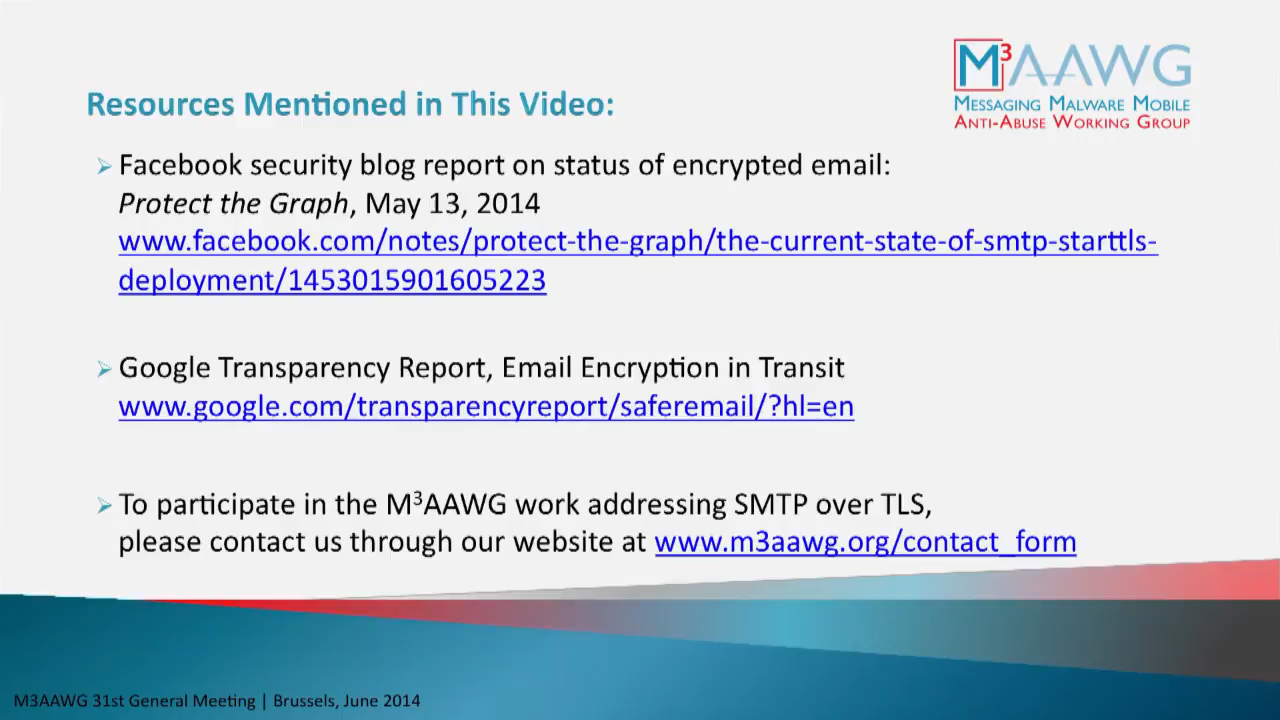 M³AAWG
MESSAGING MALWARE MOBILE
ANTI-ABUSE WORKING GROUP
Resources Mentioned in This Video:
Facebook security blog report on status of encrypted email:
Protect the Graph, May 13, 2014
www.facebook.com/notes/protect-the-graph/the-current-state-of-smtp-starttls-
deployment/1453015901605223
Google Transparency Report, Email Encryption in Transit
www.google.com/transparencyreport/saferemail/?hl=en
To participate in the M³AAWG work addressing SMTP over TLS,
please contact us through our website at www.m3aawg.org/contact_form
M3AAWG 31st General Meeting | Brussels, June 2014